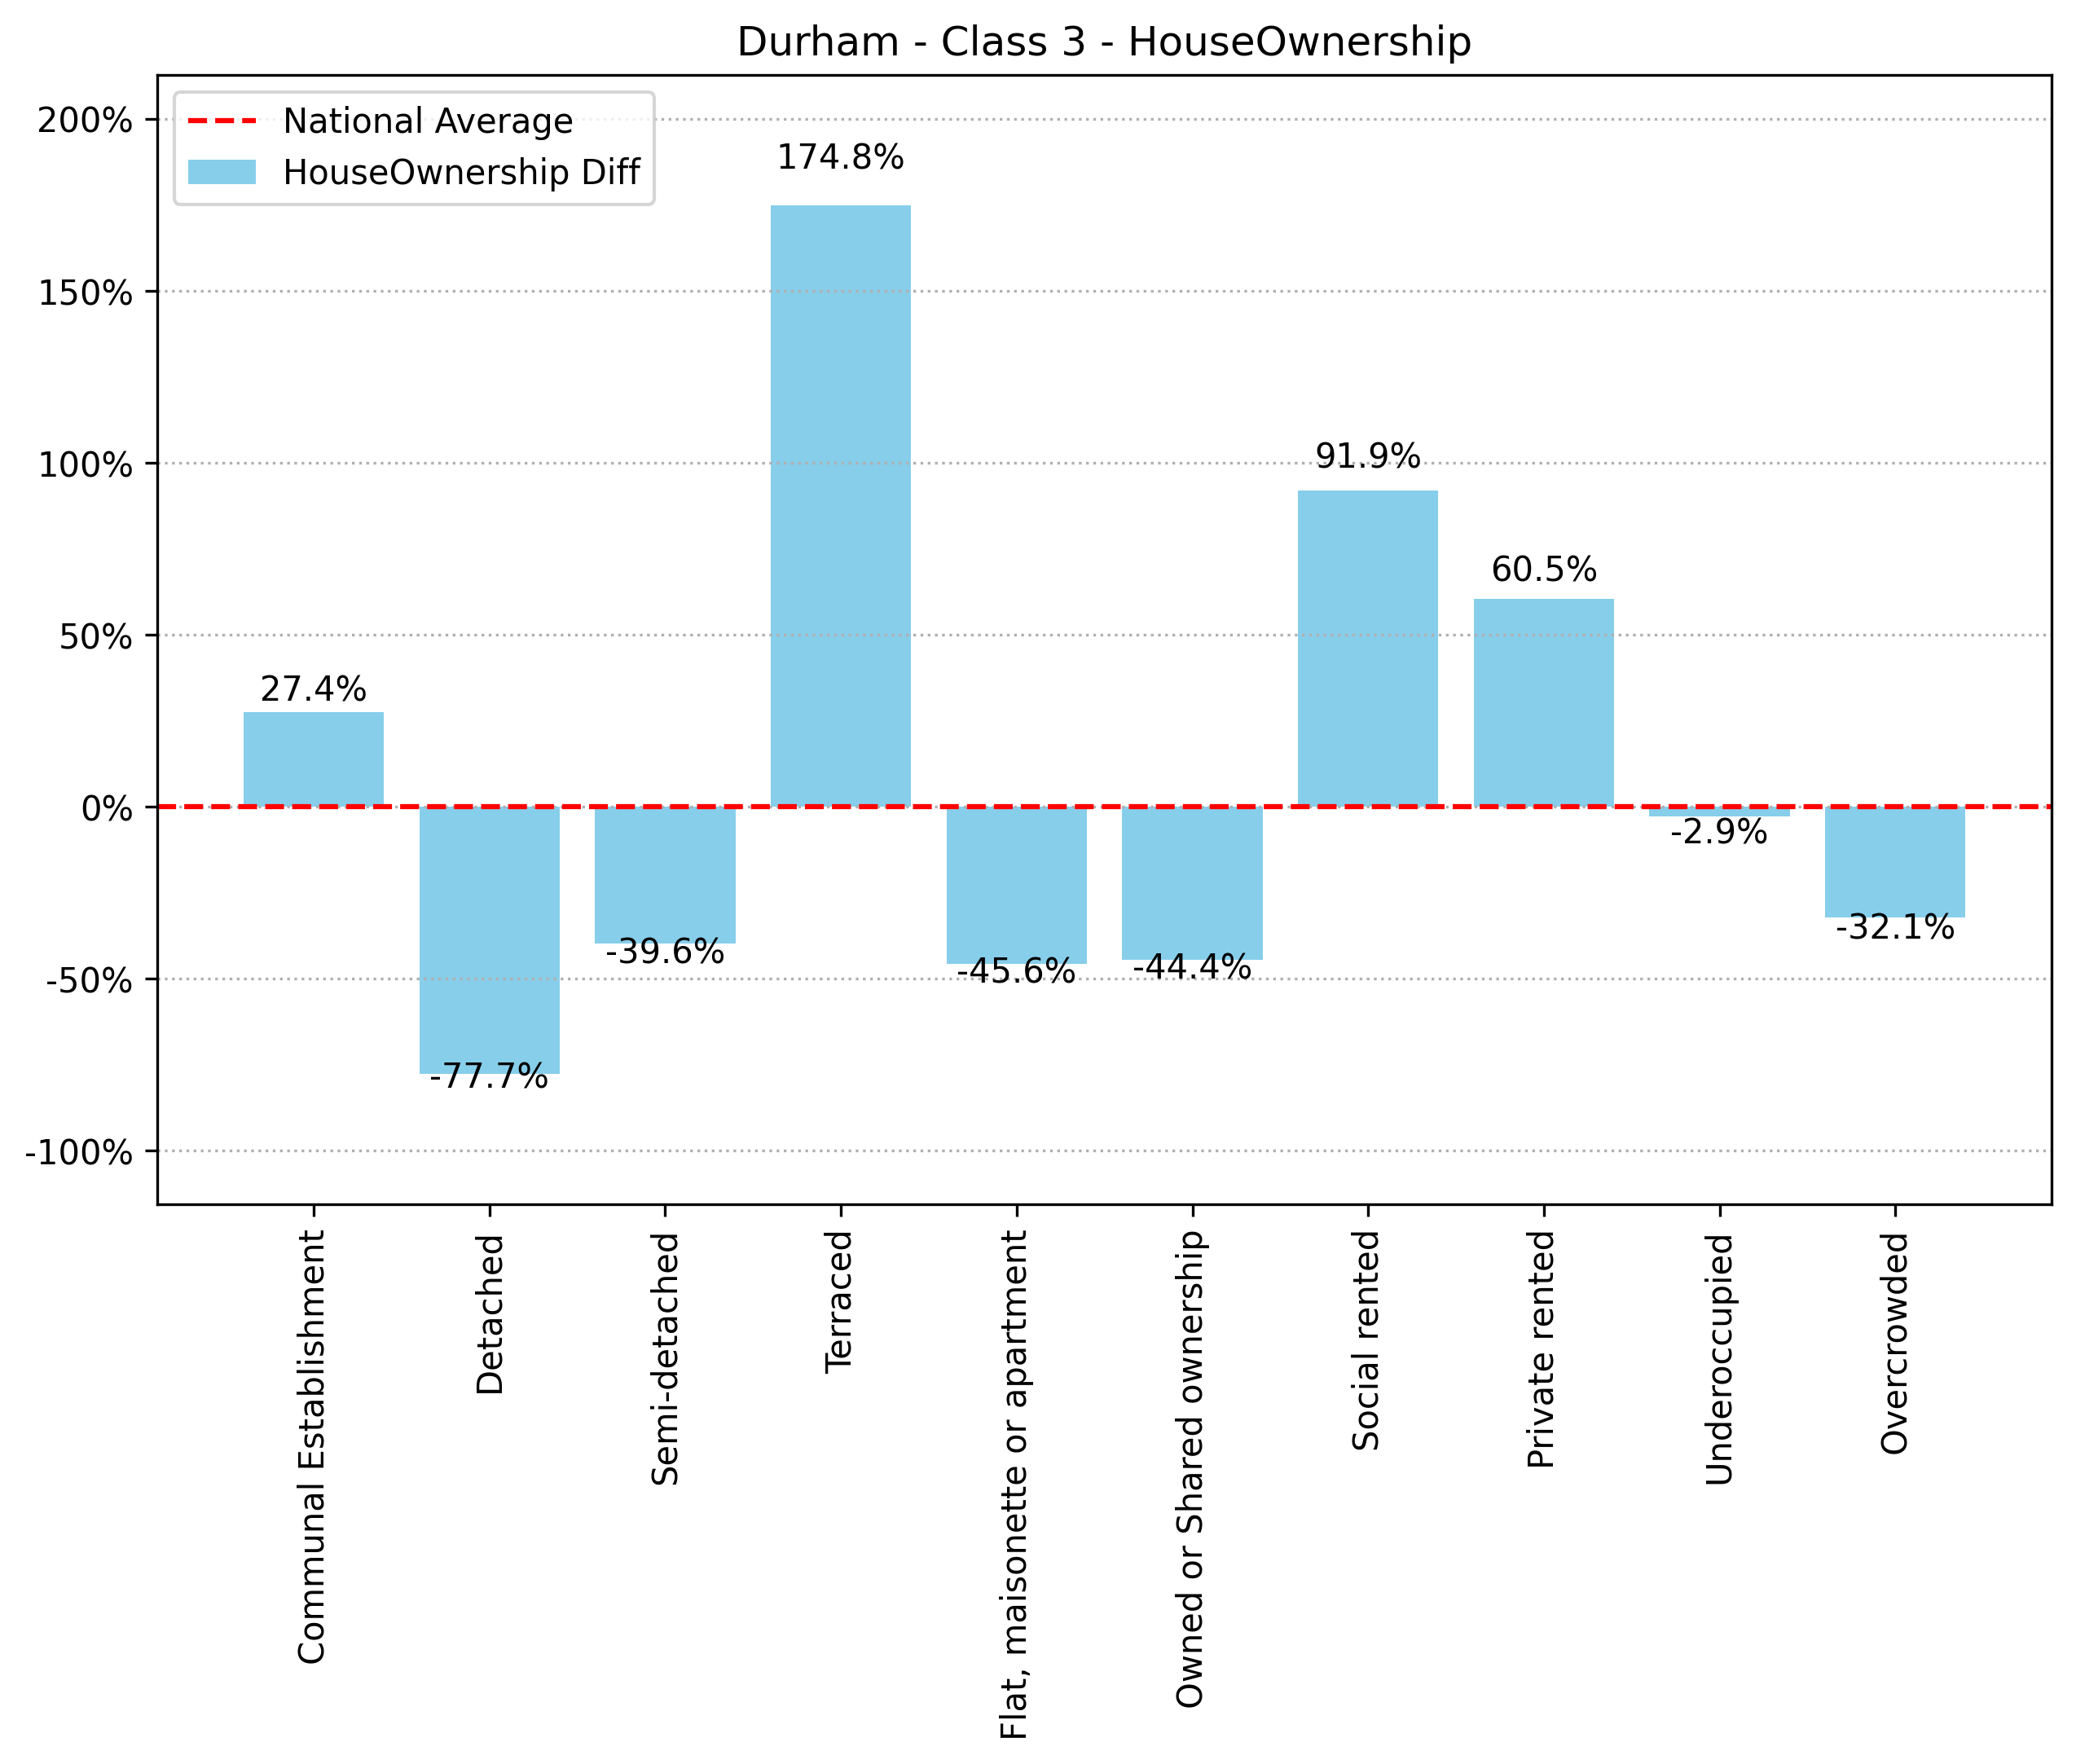 Durham - Class 3 - HouseOwnership
National Average
HouseOwnership Diff
200%
150%
100%
50%
0%
-50%
-100%
27.4%
-77.7%
-39.6%
174.8%
-45.6%
-44.4%
91.9%
60.5%
-2.9%
-32.1%
Communal Establishment
Detached
Semi-detached
Terraced
Flat, maisonette or apartment
Owned or Shared ownership
Social rented
Private rented
Underoccupied
Overcrowded